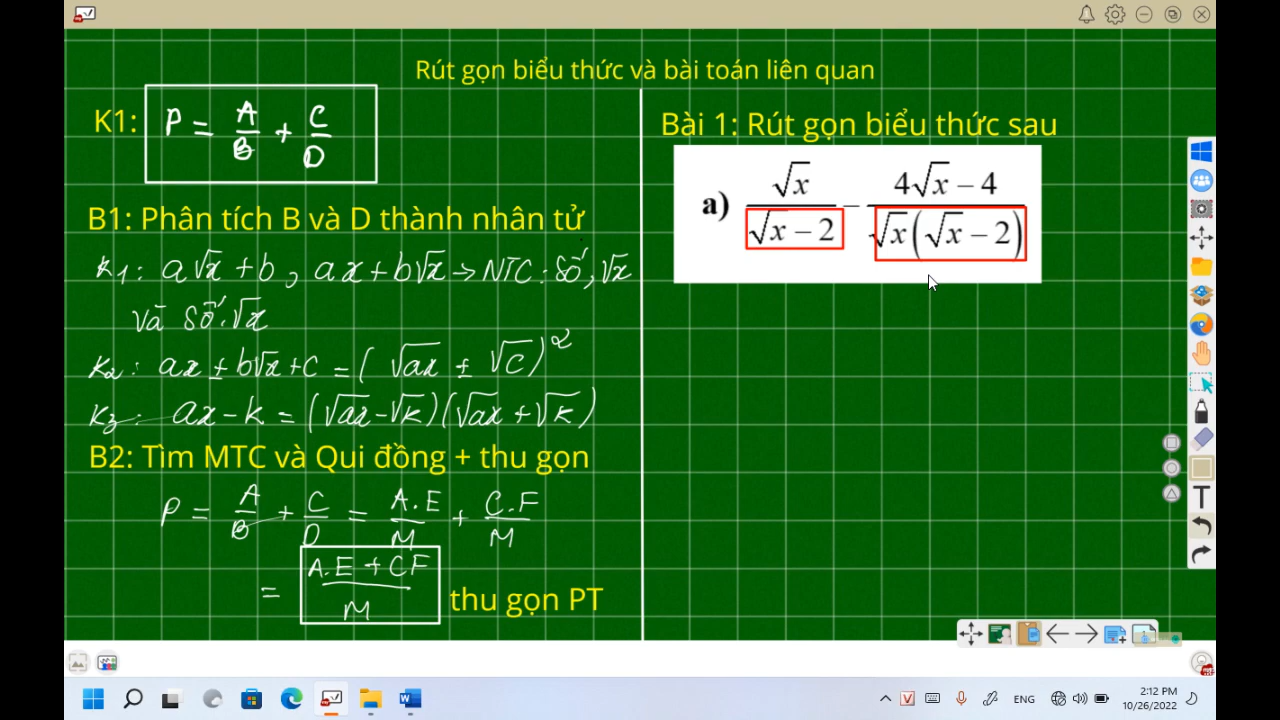 Rút gọn biểu thức và bài toán liên quan
K1: P = A/B + C/D
B1: Phân tích B và D thành nhân tử
K1: a√x + b, ax + b√x → NTC: Số, √x
và số.√x
K2: ax ± b√x + c = (√ax ± √c)²
K3: ax - k = (√ax - √k)(√ax + √k)
B2: Tìm MTC và Qui đồng + thu gọn
P = A/B + C/D = A.E/M + C.F/M
= A.E + CF/M thu gọn PT
Bài 1: Rút gọn biểu thức sau
a) √x/√x − 2 − 4√x − 4/√x(√x − 2)
T
V
ENG
2:12 PM
10/26/2022